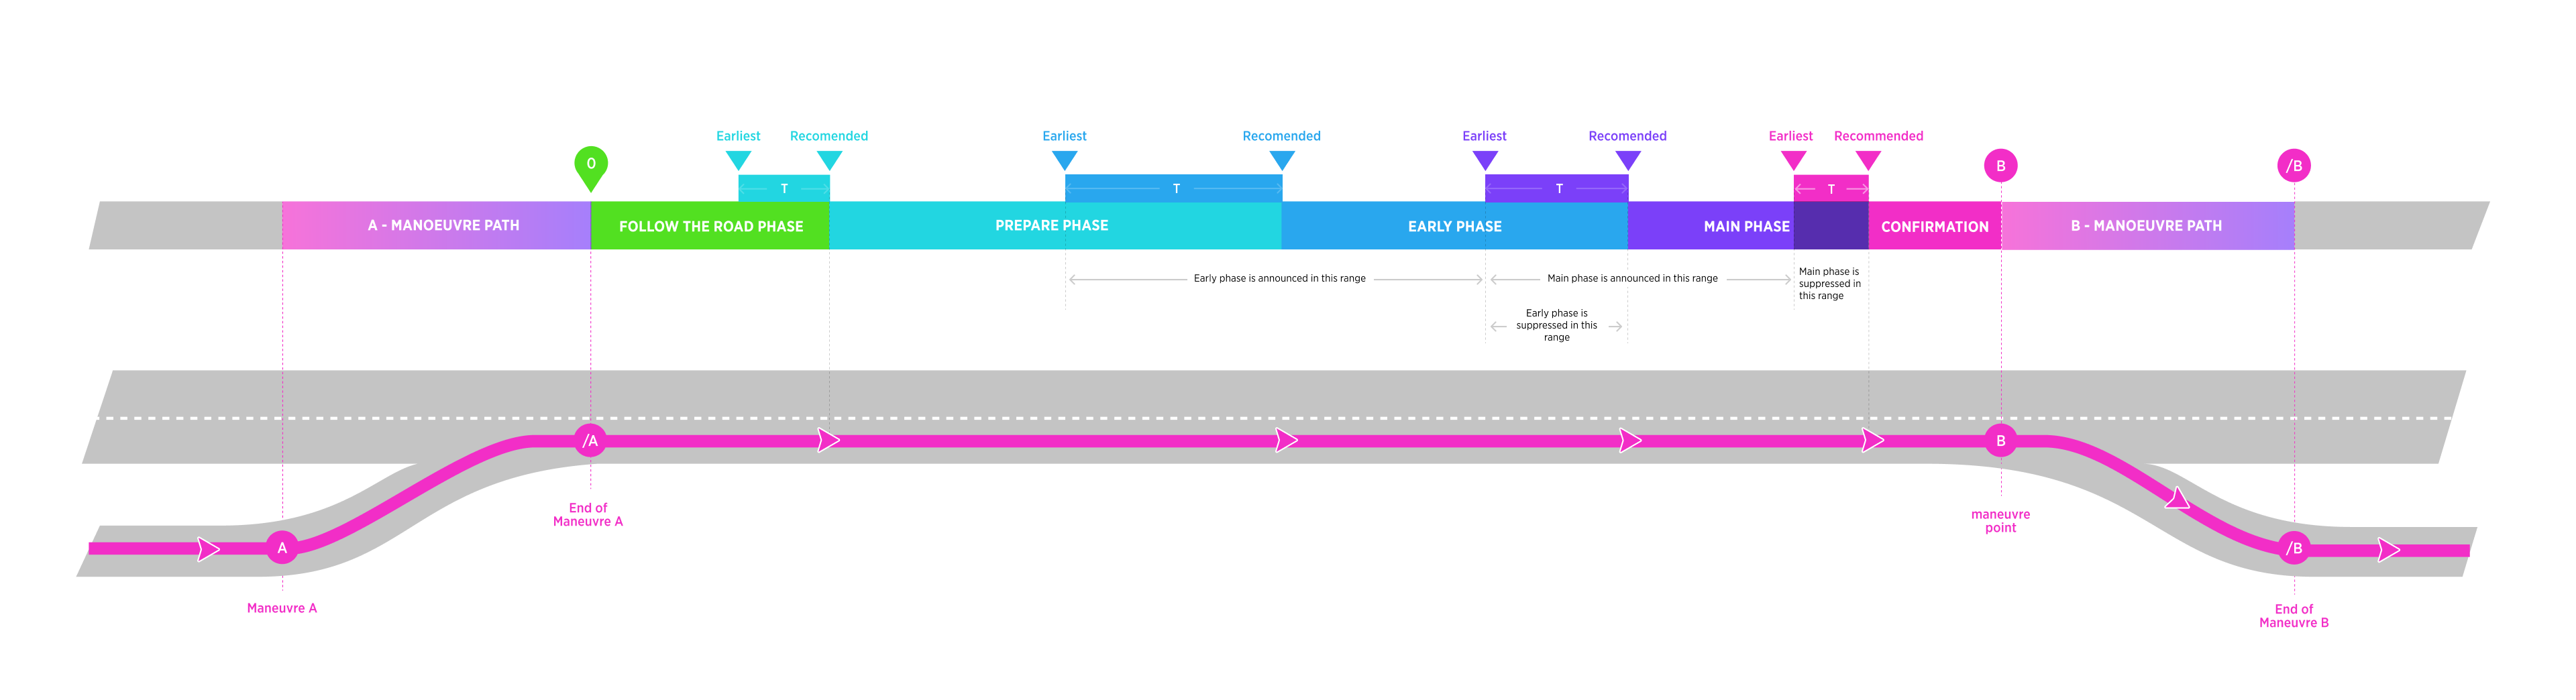 Earliest
Recomended
Earliest
Recomended
Earliest
Recomended
Earliest
Recommended
0
B
/B
T
T
T
T
A - MANOEUVRE PATH
FOLLOW THE ROAD PHASE
PREPARE PHASE
EARLY PHASE
MAIN PHASE
CONFIRMATION
B - MANOEUVRE PATH
Early phase is announced in this range
Main phase is announced in this range
Main phase is
suppressed in
this range
Early phase is
suppressed in this
range
/A
B
End of
Maneuvre A
maneuvre
point
A
/B
Maneuvre A
End of
Maneuvre B